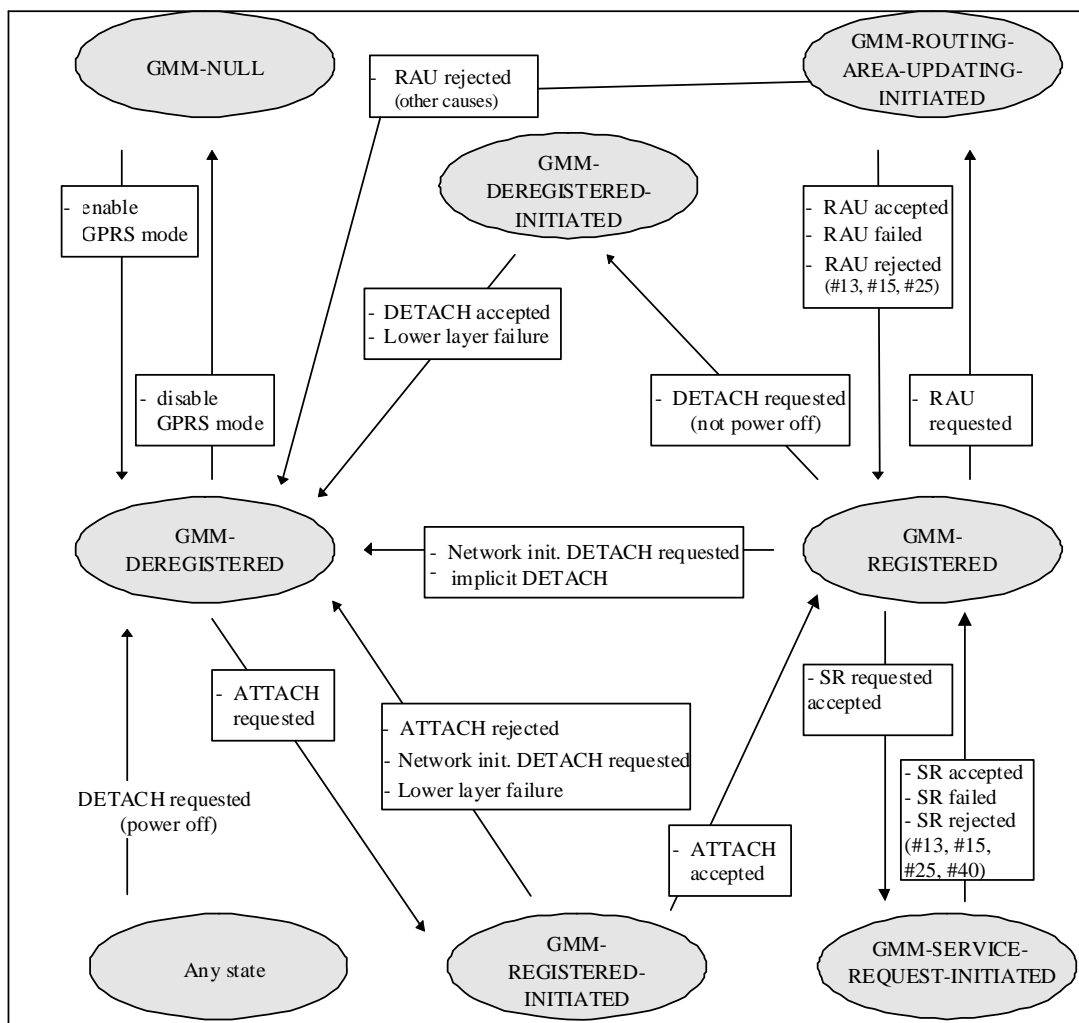 GMM-NULL
GMM-ROUTING-
AREA-UPDATING-
INITIATED
- RAU rejected
(other causes)
GMM-
DEREGISTERED-
INITIATED
- enable
GPRS mode
- RAU accepted
- RAU failed
- RAU rejected
(#13, #15, #25)
- DETACH accepted
- Lower layer failure
- disable
GPRS mode
- DETACH requested
(not power off)
- RAU
requested
GMM-
DEREGISTERED
- Network init. DETACH requested
- implicit DETACH
GMM-
REGISTERED
- ATTACH
requested
- ATTACH rejected
- Network init. DETACH requested
- Lower layer failure
- SR requested
accepted
DETACH requested
(power off)
- ATTACH
accepted
- SR accepted
- SR failed
- SR rejected
(#13, #15,
#25, #40)
Any state
GMM-
REGISTERED-
INITIATED
GMM-SERVICE-
REQUEST-INITIATED